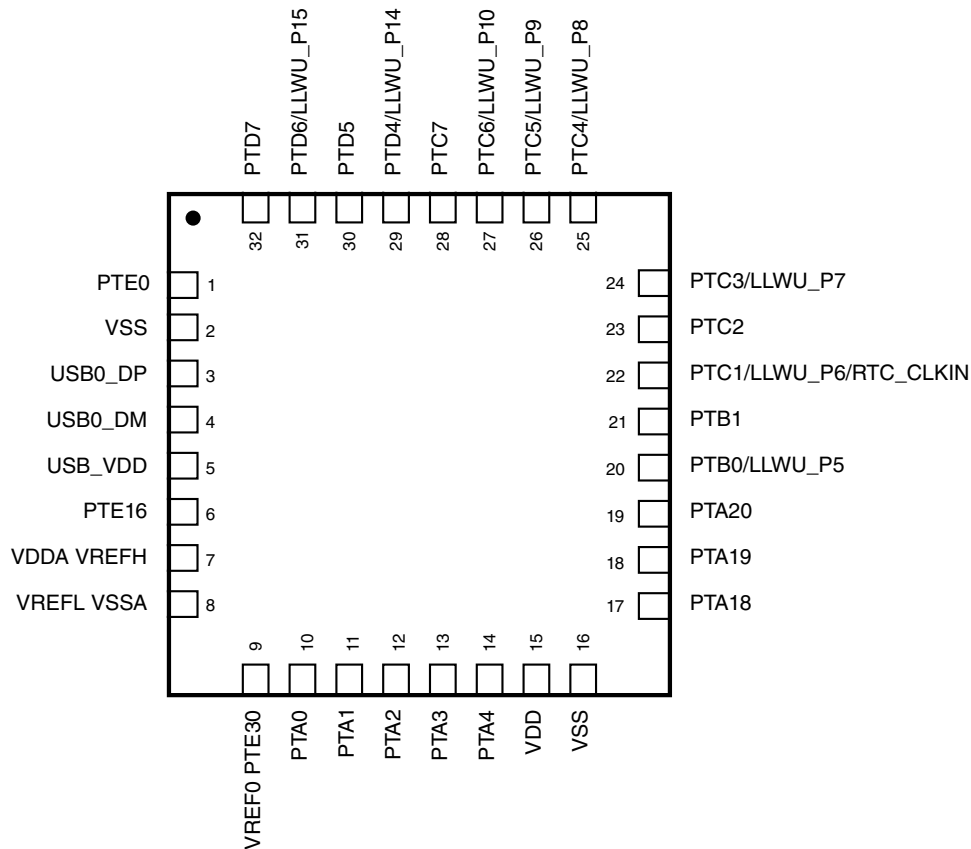 PTD7
PTD6/LLWU_P15
PTD5
PTD4/LLWU_P14
PTC7
PTC6/LLWU_P10
PTC5/LLWU_P9
PTC4/LLWU_P8
32
31
30
29
28
27
26
25
PTE0 1
VSS 2
USB0_DP 3
USB0_DM 4
USB_VDD 5
PTE16 6
VDDA VREFH 7
VREFL VSSA 8
24 PTC3/LLWU_P7
23 PTC2
22 PTC1/LLWU_P6/RTC_CLKIN
21 PTB1
20 PTB0/LLWU_P5
19 PTA20
18 PTA19
17 PTA18
9
10
11
12
13
14
15
16
VREF0 PTE30
PTA0
PTA1
PTA2
PTA3
PTA4
VDD
VSS